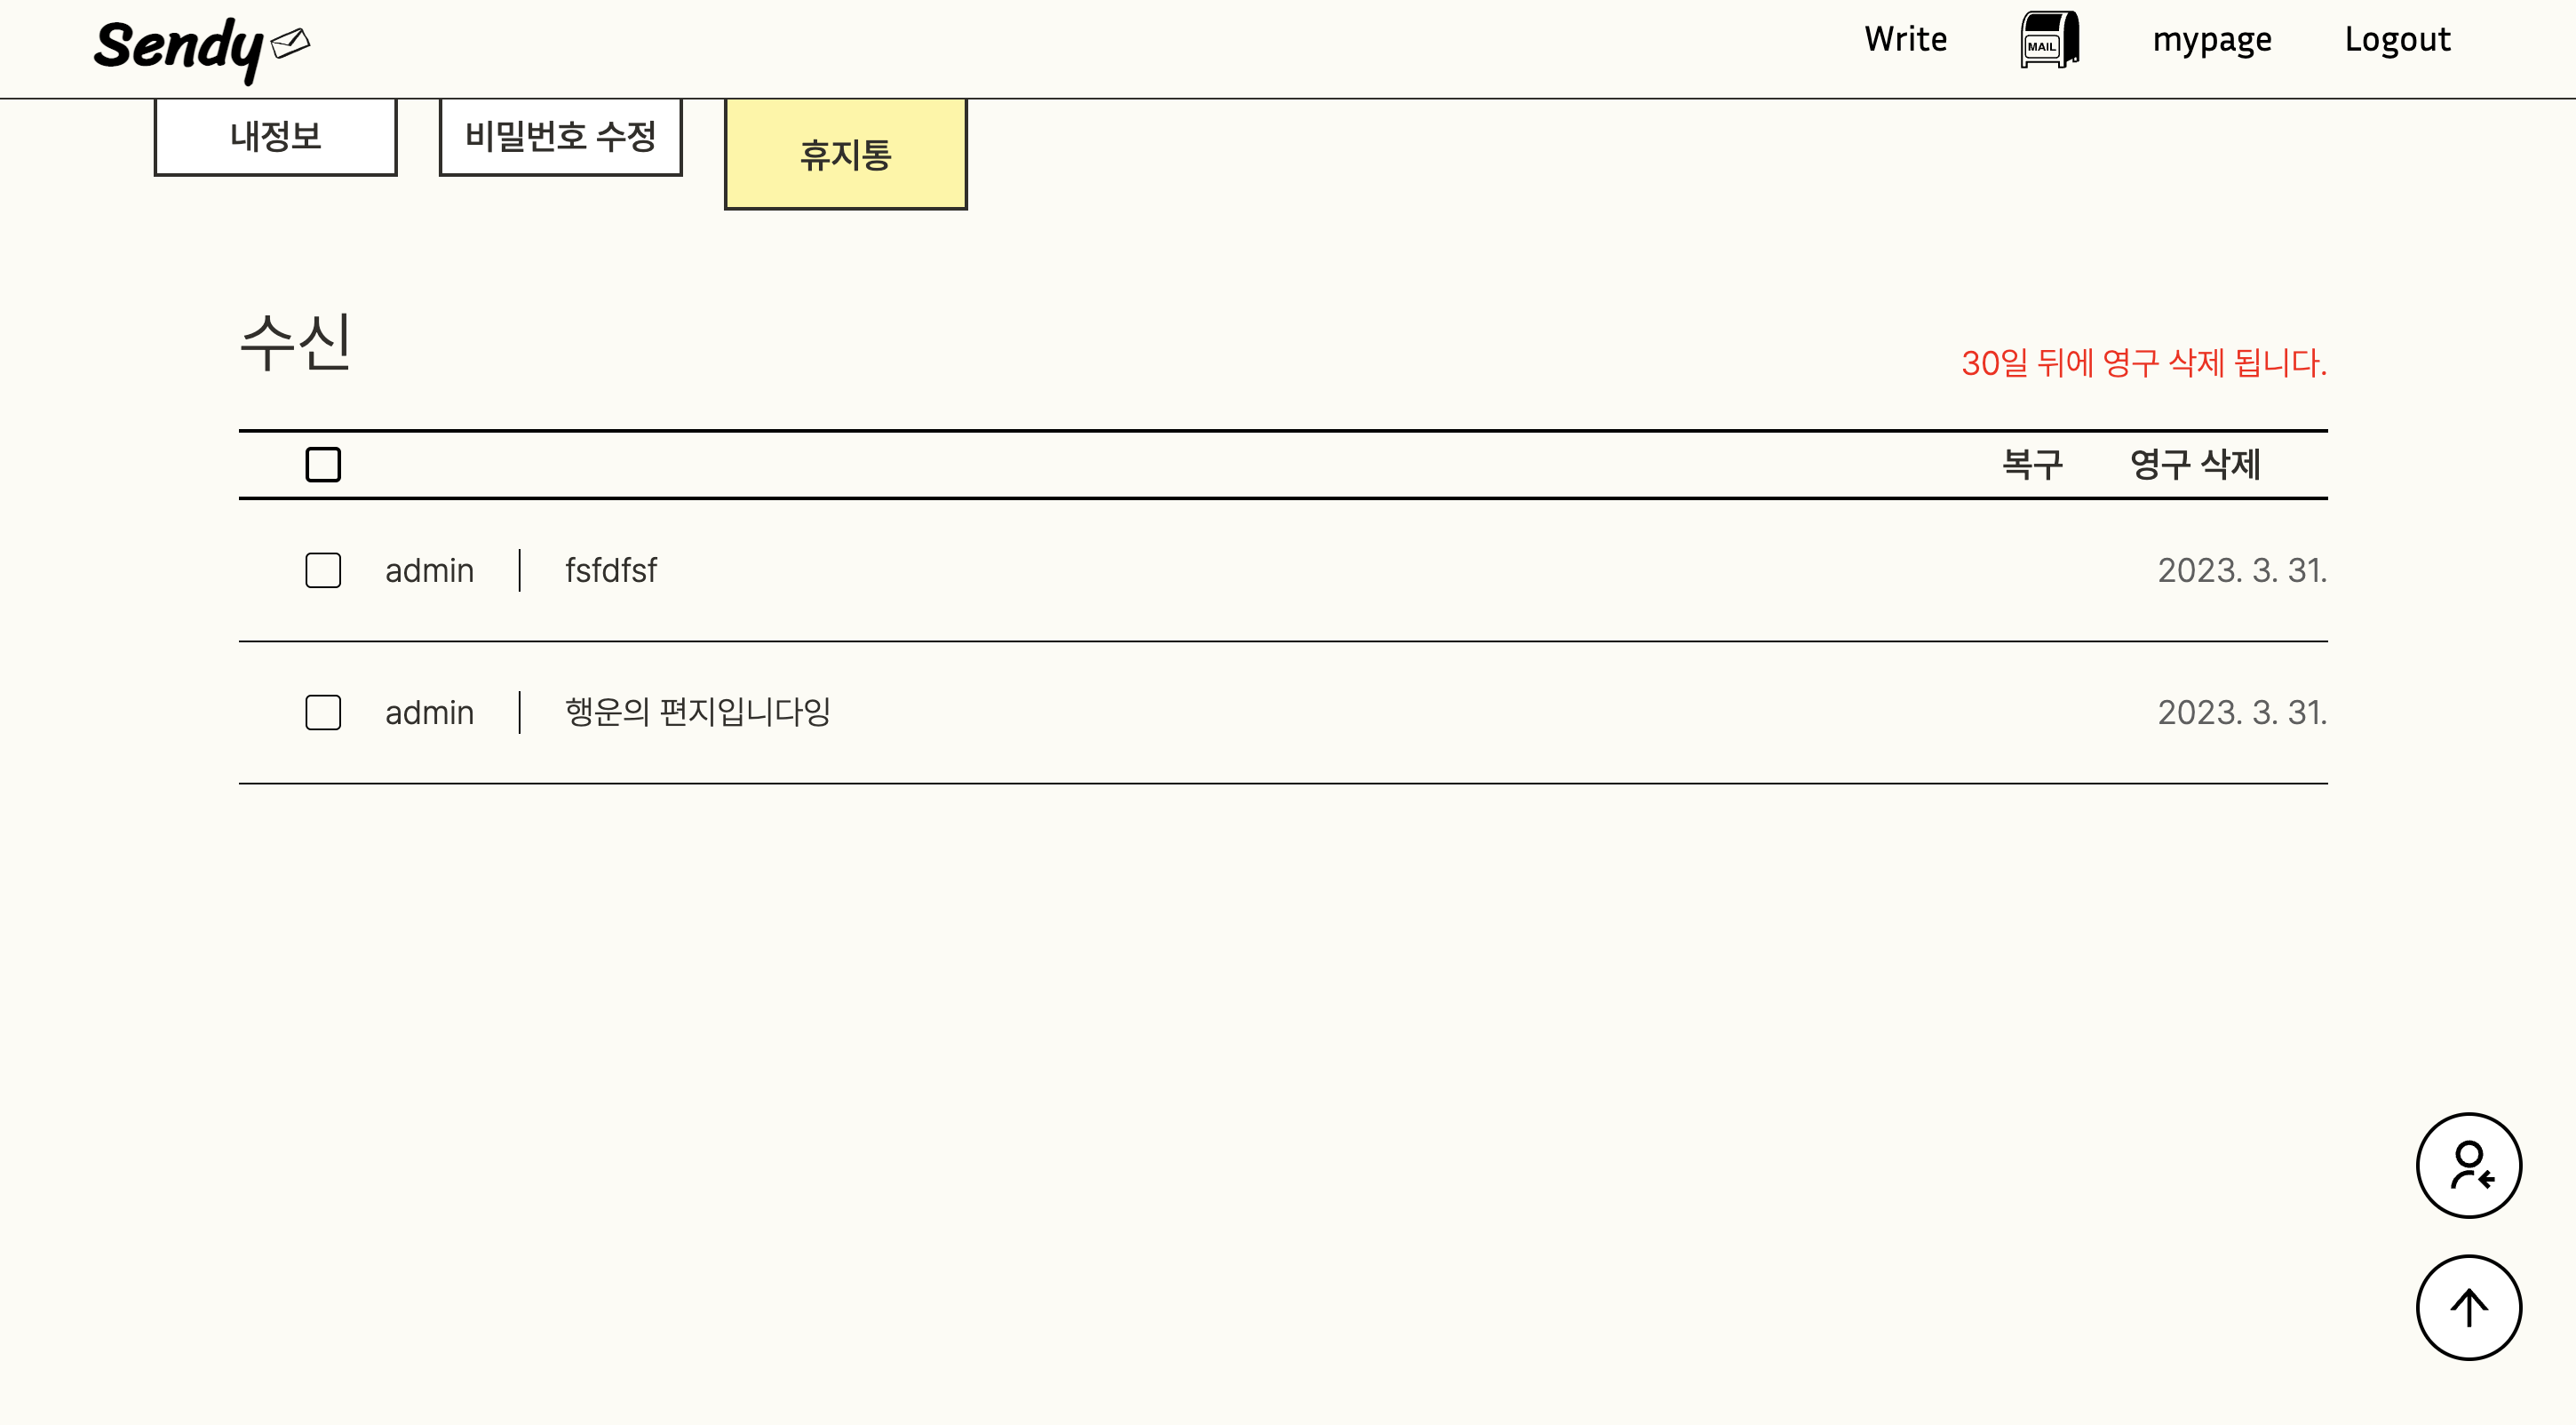 Sendy
Write
MAIL
mypage
Logout
내정보
비밀번호 수정
휴지통
수신
30일 뒤에 영구 삭제 됩니다.
복구 영구 삭제
admin fsfdfsf 2023. 3. 31.
admin 행운의 편지입니다잉 2023. 3. 31.